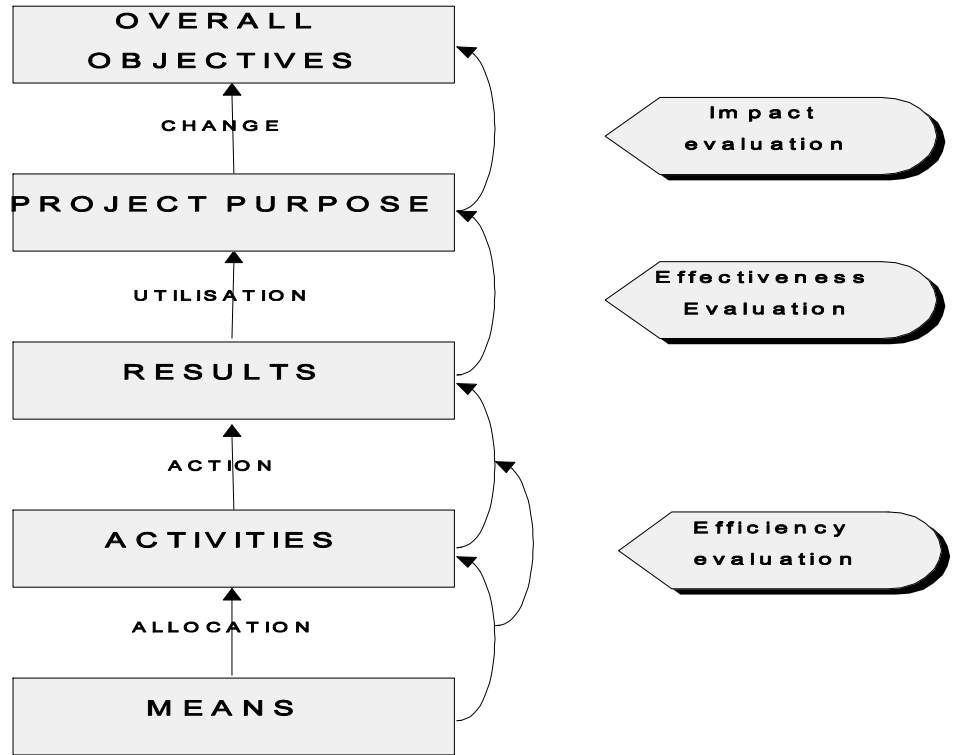 OVERALL
OBJECTIVES
CHANGE
Impact
evaluation
PROJECT PURPOSE
UTILISATION
Effectiveness
Evaluation
RESULTS
ACTION
ACTIVITIES
Efficiency
evaluation
ALLOCATION
MEANS